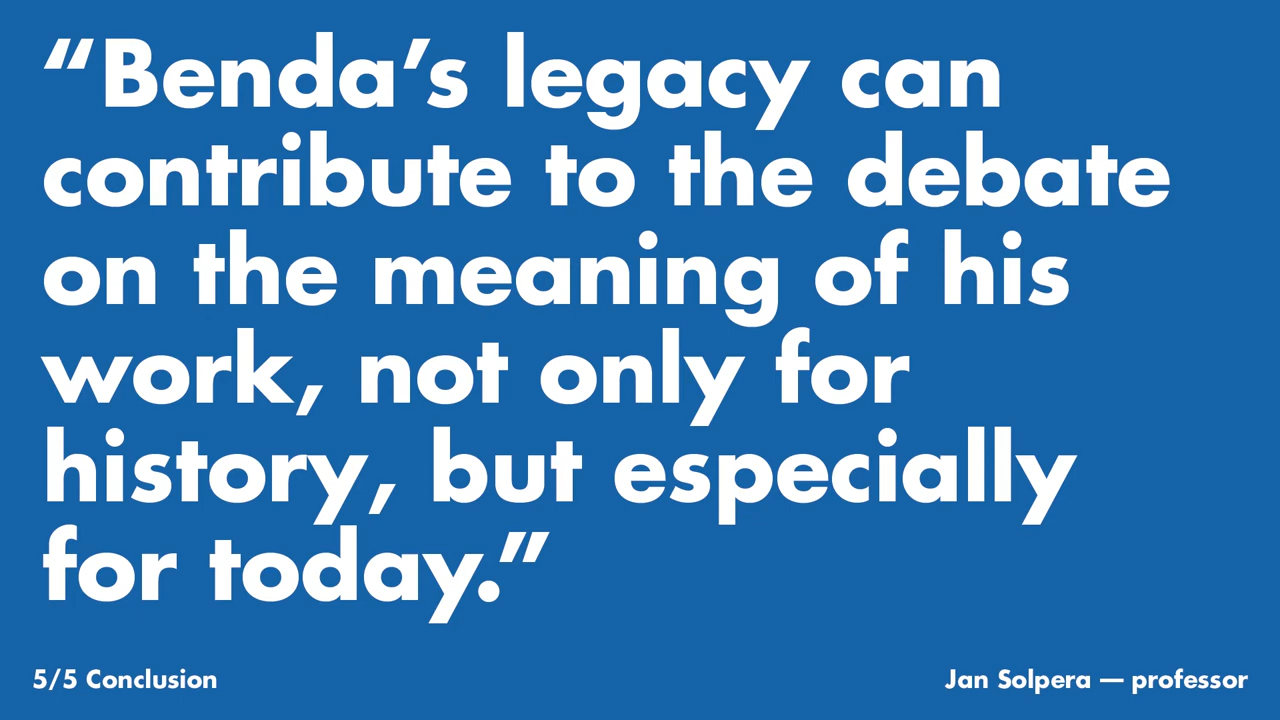 “Benda’s legacy can
contribute to the debate
on the meaning of his
work, not only for
history, but especially
for today.”
5/5 Conclusion
Jan Solpera — professor